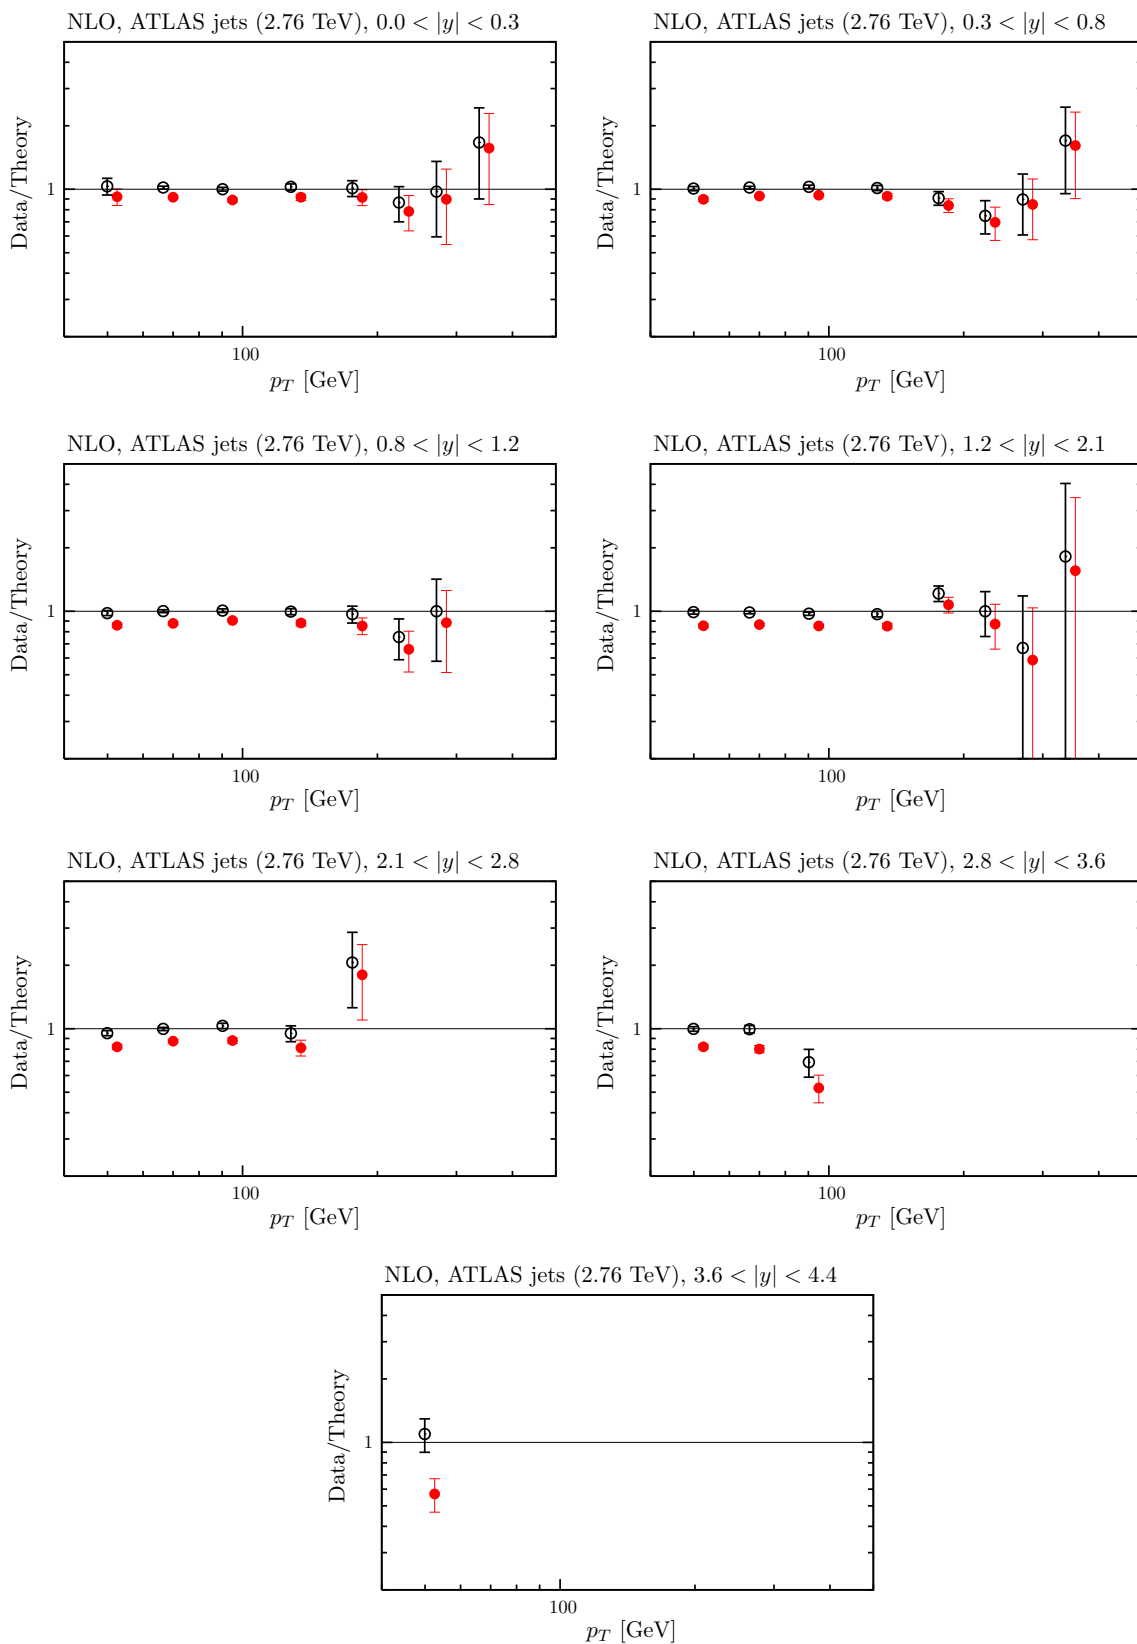 NLO, ATLAS jets (2.76 TeV), 0.0 < |y| < 0.3
Data/Theory
1
100
p_T [GeV]
NLO, ATLAS jets (2.76 TeV), 0.3 < |y| < 0.8
Data/Theory
1
100
p_T [GeV]
NLO, ATLAS jets (2.76 TeV), 0.8 < |y| < 1.2
Data/Theory
1
100
p_T [GeV]
NLO, ATLAS jets (2.76 TeV), 1.2 < |y| < 2.1
Data/Theory
1
100
p_T [GeV]
NLO, ATLAS jets (2.76 TeV), 2.1 < |y| < 2.8
Data/Theory
1
100
p_T [GeV]
NLO, ATLAS jets (2.76 TeV), 2.8 < |y| < 3.6
Data/Theory
1
100
p_T [GeV]
NLO, ATLAS jets (2.76 TeV), 3.6 < |y| < 4.4
Data/Theory
1
100
p_T [GeV]